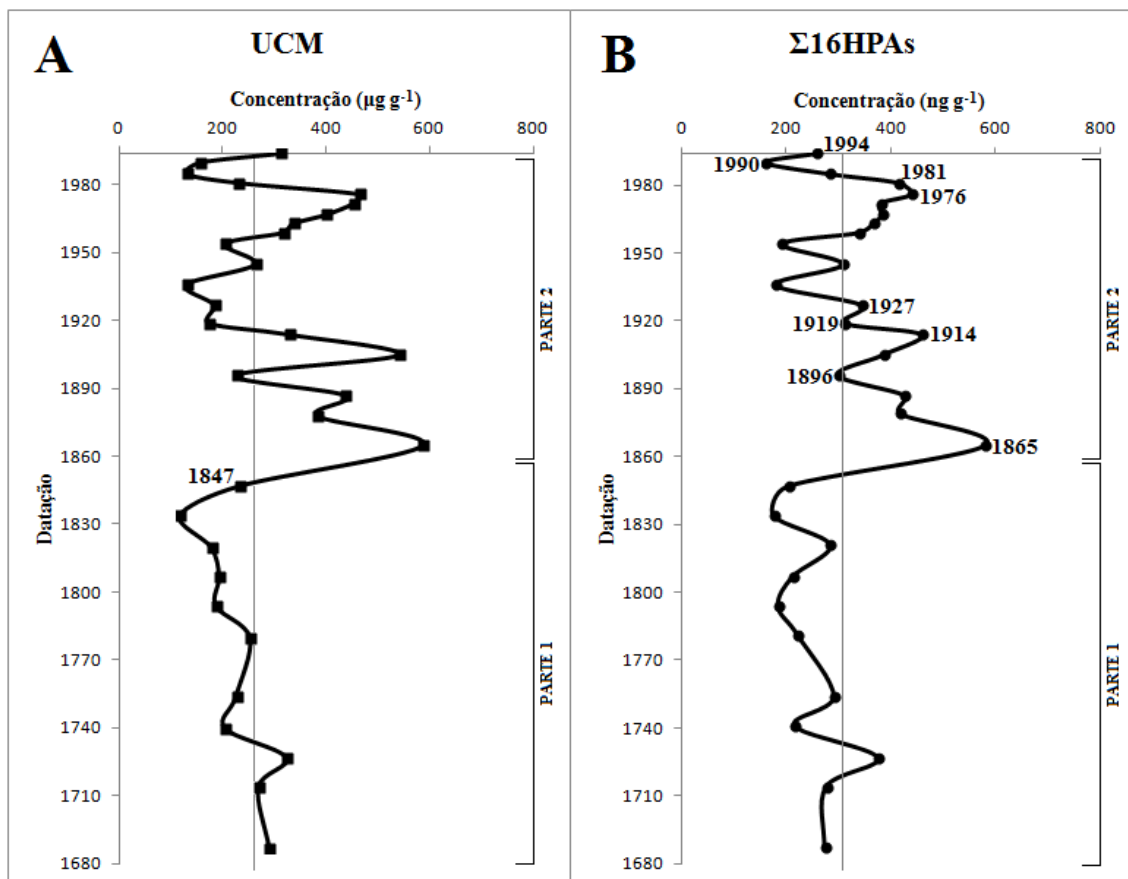 A
UCM
Concentração (µg g-1)
0 200 400 600 800
1980
1950
1920
1890
1860
1830
1800
1770
1740
1710
1680
Datação
1847
PARTE 2
PARTE 1
B
Σ16HPAs
Concentração (ng g-1)
0 200 400 600 800
1980
1950
1920
1890
1860
1830
1800
1770
1740
1710
1680
Datação
1994
1990
1981
1976
1927
1919
1914
1896
1865
PARTE 2
PARTE 1